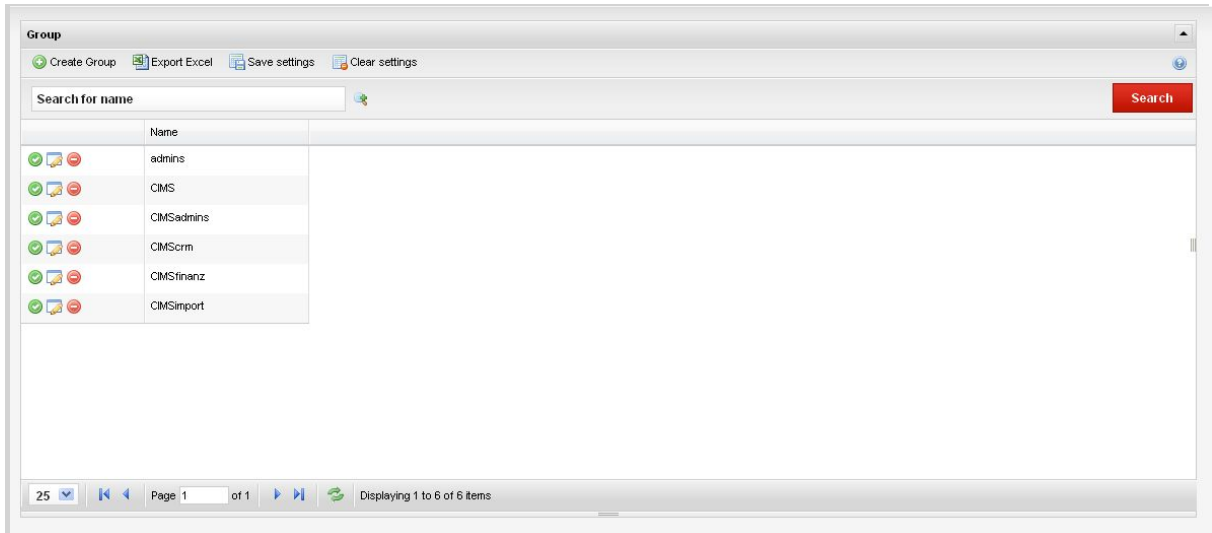 Group
Create Group Export Excel Save settings Clear settings
Search for name Search
Name
admins
CIMS
CIMSadmins
CIMScrm
CIMSfinanz
CIMSimport
25 Page 1 of 1 Displaying 1 to 6 of 6 items